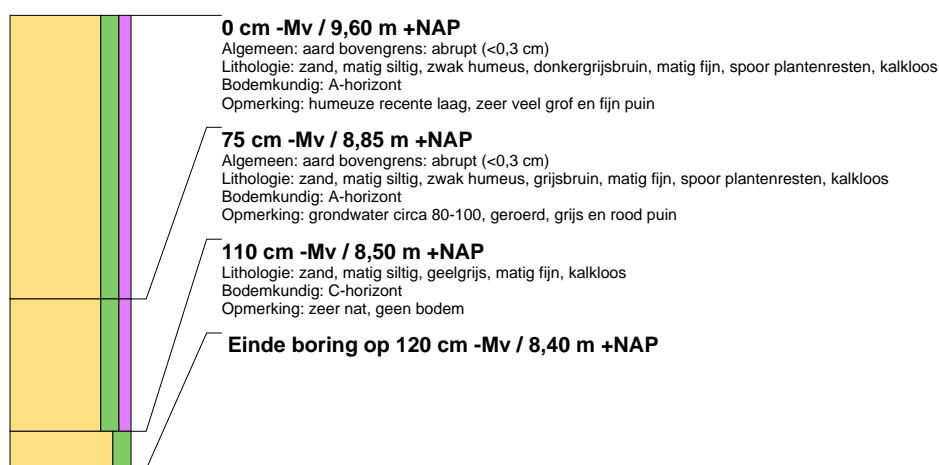 0 cm -Mv / 9,60 m +NAP
Algemeen: aard bovengrens: abrupt (<0,3 cm)
Lithologie: zand, matig siltig, zwak humeus, donkergrijsbruin, matig fijn, spoor plantenresten, kalkloos
Bodemkundig: A-horizont
Opmerking: humeuze recente laag, zeer veel grof en fijn puin
75 cm -Mv / 8,85 m +NAP
Algemeen: aard bovengrens: abrupt (<0,3 cm)
Lithologie: zand, matig siltig, zwak humeus, grijsbruin, matig fijn, spoor plantenresten, kalkloos
Bodemkundig: A-horizont
Opmerking: grondwater circa 80-100, geroerd, grijs en rood puin
110 cm -Mv / 8,50 m +NAP
Lithologie: zand, matig siltig, geelgrijs, matig fijn, kalkloos
Bodemkundig: C-horizont
Opmerking: zeer nat, geen bodem
Einde boring op 120 cm -Mv / 8,40 m +NAP